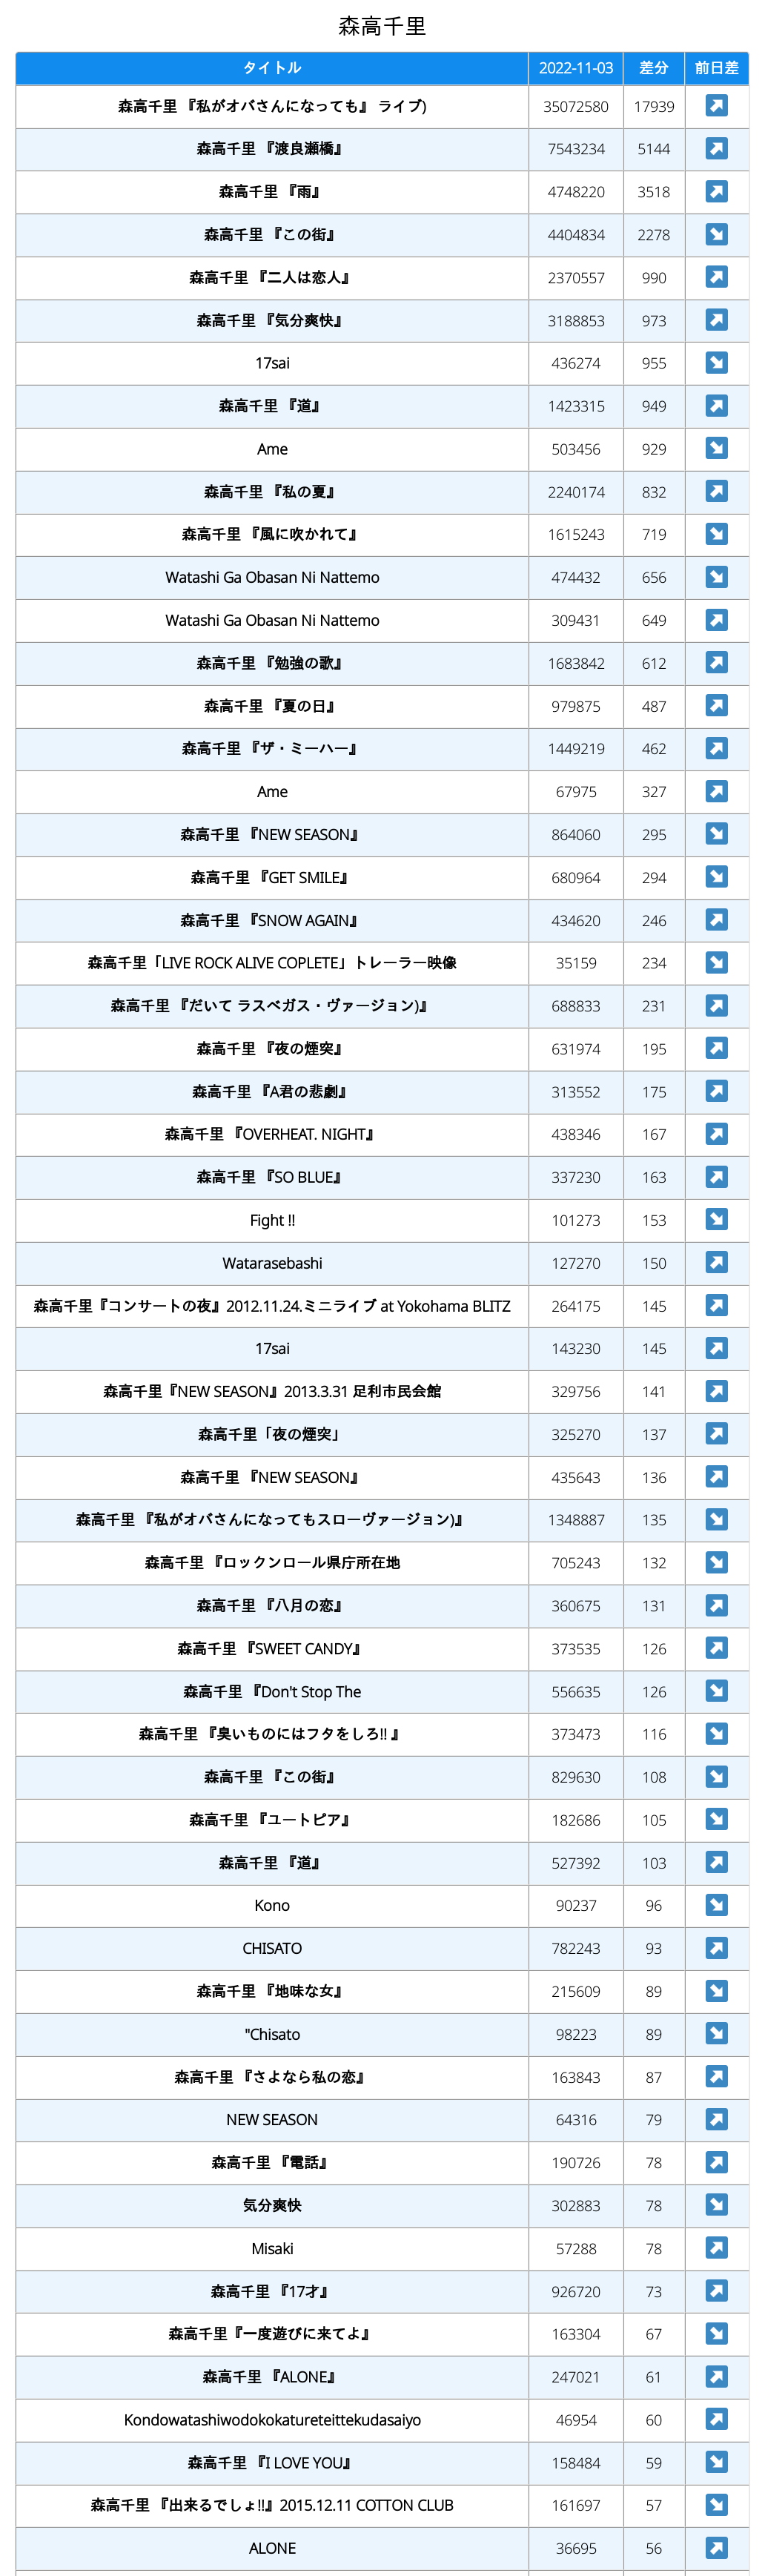 森高千里
タイトル 2022-11-03 差分 前日差
森高千里 『私がオバさんになっても』 ライブ) 35072580 17939
森高千里 『渡良瀬橋』 7543234 5144
森高千里 『雨』 4748220 3518
森高千里 『この街』 4404834 2278
森高千里 『二人は恋人』 2370557 990
森高千里 『気分爽快』 3188853 973
17sai 436274 955
森高千里 『道』 1423315 949
Ame 503456 929
森高千里 『私の夏』 2240174 832
森高千里 『風に吹かれて』 1615243 719
Watashi Ga Obasan Ni Nattemo 474432 656
Watashi Ga Obasan Ni Nattemo 309431 649
森高千里 『勉強の歌』 1683842 612
森高千里 『夏の日』 979875 487
森高千里 『ザ・ミーハー』 1449219 462
Ame 67975 327
森高千里 『NEW SEASON』 864060 295
森高千里 『GET SMILE』 680964 294
森高千里 『SNOW AGAIN』 434620 246
森高千里「LIVE ROCK ALIVE COPLETE」トレーラー映像 35159 234
森高千里 『だいて ラスベガス・ヴァージョン)』 688833 231
森高千里 『夜の煙突』 631974 195
森高千里 『A君の悲劇』 313552 175
森高千里 『OVERHEAT. NIGHT』 438346 167
森高千里 『SO BLUE』 337230 163
Fight !! 101273 153
Watarasebashi 127270 150
森高千里『コンサートの夜』2012.11.24.ミニライブ at Yokohama BLITZ 264175 145
17sai 143230 145
森高千里『NEW SEASON』2013.3.31 足利市民会館 329756 141
森高千里「夜の煙突」 325270 137
森高千里 『NEW SEASON』 435643 136
森高千里 『私がオバさんになってもスローヴァージョン)』 1348887 135
森高千里 『ロックンロール県庁所在地 705243 132
森高千里 『八月の恋』 360675 131
森高千里 『SWEET CANDY』 373535 126
森高千里 『Don't Stop The 556635 126
森高千里 『臭いものにはフタをしろ!! 』 373473 116
森高千里 『この街』 829630 108
森高千里 『ユートピア』 182686 105
森高千里 『道』 527392 103
Kono 90237 96
CHISATO 782243 93
森高千里 『地味な女』 215609 89
"Chisato 98223 89
森高千里 『さよなら私の恋』 163843 87
NEW SEASON 64316 79
森高千里 『電話』 190726 78
気分爽快 302883 78
Misaki 57288 78
森高千里 『17才』 926720 73
森高千里『一度遊びに来てよ』 163304 67
森高千里 『ALONE』 247021 61
Kondowatashiwodokokatureteittekudasaiyo 46954 60
森高千里 『I LOVE YOU』 158484 59
森高千里 『出来るでしょ!!』2015.12.11 COTTON CLUB 161697 57
ALONE 36695 56